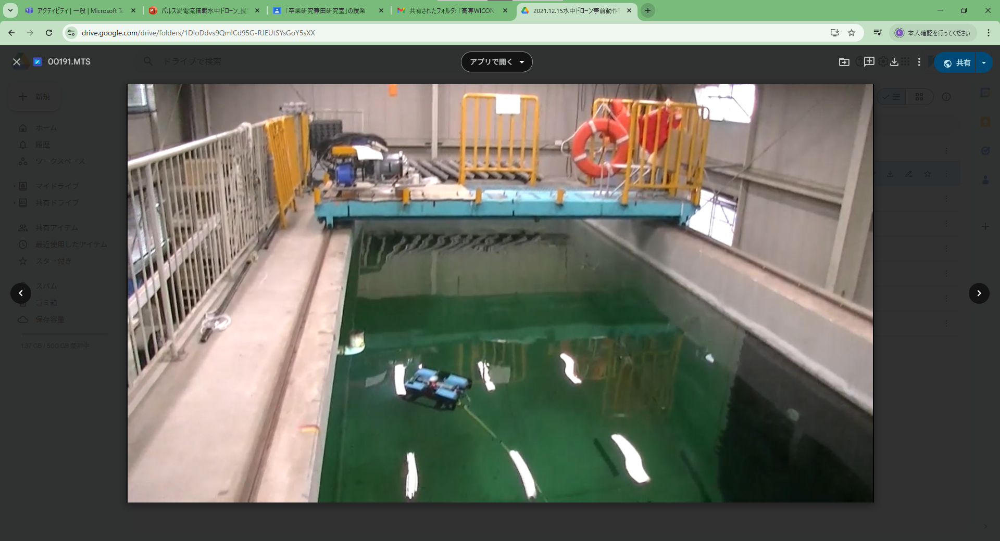 アクティビティ | 一般 | Microsoft Te
パルス渦電流搭載水中ドローン_提
「卒業研究兼田研究室」の授業
共有されたフォルダ: 「高専WICON
2021.12.15水中ドローン事前動作
drive.google.com/drive/folders/1DIoDdvs9QmlCd95G-RJEUtSYsGoY5sXX
K 本人確認を行ってください
00191.MTS
ドライブで検索
アプリで開く
共有
新規
ホーム
履歴
ワークスペース
マイドライブ
共有ドライブ
共有アイテム
最近使用したアイテム
スター付き
スパム
ゴミ箱
保存容量
1.37 GB / 500 GB 使用中